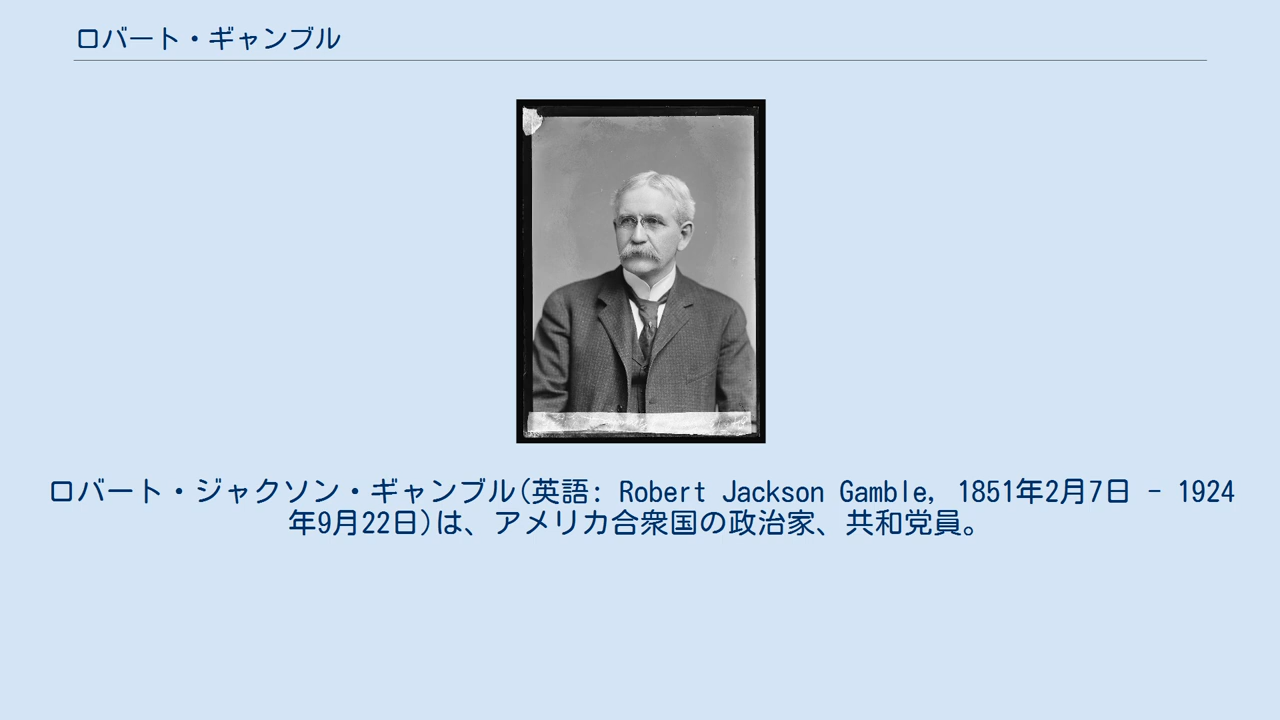 ロバート・ギャンブル
ロバート・ジャクソン・ギャンブル(英語: Robert Jackson Gamble, 1851年2月7日 - 1924
年9月22日)は、アメリカ合衆国の政治家、共和党員。